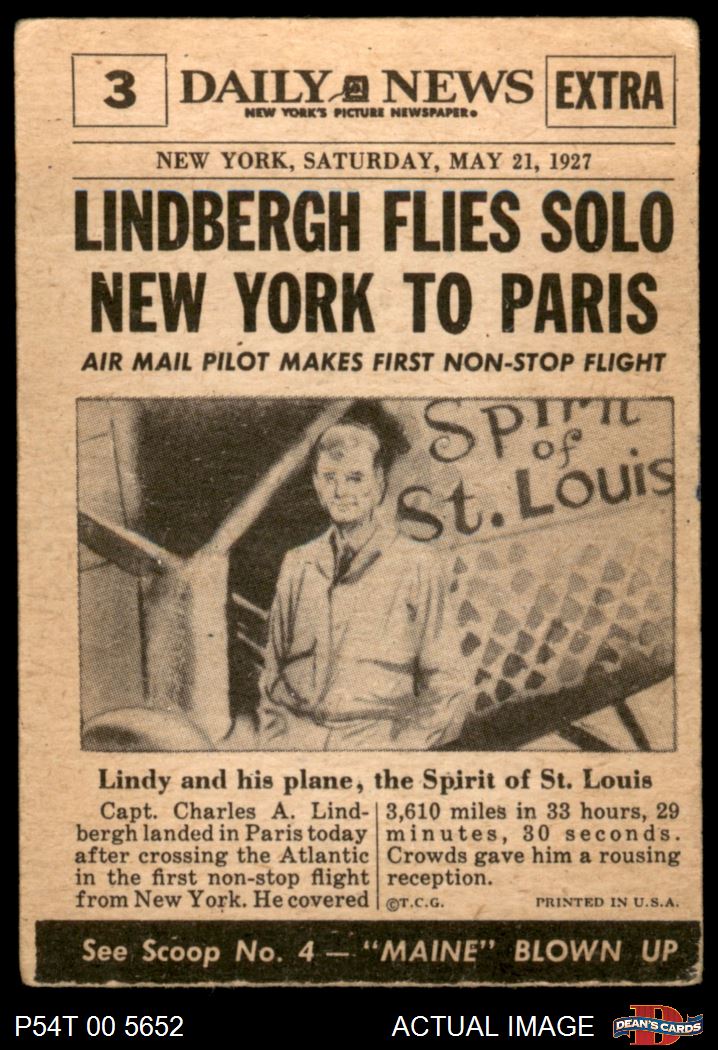 3 DAILY NEWS EXTRA
NEW YORK'S PICTURE NEWSPAPER.
NEW YORK, SATURDAY, MAY 21, 1927
LINDBERGH FLIES SOLO
NEW YORK TO PARIS
AIR MAIL PILOT MAKES FIRST NON-STOP FLIGHT
Spirit
of
St. Louis
Lindy and his plane, the Spirit of St. Louis
Capt. Charles A. Lind-
bergh landed in Paris today
after crossing the Atlantic
in the first non-stop flight
from New York. He covered
3,610 miles in 33 hours, 29
minutes, 30 seconds.
Crowds gave him a rousing
reception.
©T.C.G. PRINTED IN U.S.A.
See Scoop No. 4 — "MAINE" BLOWN UP
P54T 00 5652 ACTUAL IMAGE DEAN'S CARDS